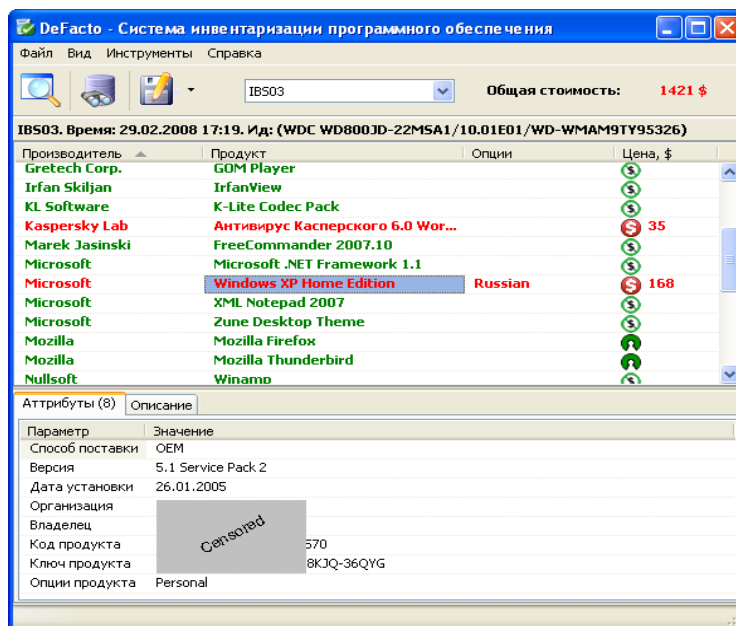 DeFacto - Система инвентаризации программного обеспечения
Файл Вид Инструменты Справка
IBS03 Общая стоимость: 1421 $
IBS03. Время: 29.02.2008 17:19. Ид: (WDC WD800JD-22MSA1/10.01E01/WD-WMAM9TY95326)
Производитель Продукт Опции Цена, $
Gretech Corp. GOM Player
Irfan Skiljan IrfanView
KL Software K-Lite Codec Pack
Kaspersky Lab Антивирус Касперского 6.0 Wor... 35
Marek Jasinski FreeCommander 2007.10
Microsoft Microsoft .NET Framework 1.1
Microsoft Windows XP Home Edition Russian 168
Microsoft XML Notepad 2007
Microsoft Zune Desktop Theme
Mozilla Mozilla Firefox
Mozilla Mozilla Thunderbird
Nullsoft Winamp
Аттрибуты (8) Описание
Параметр Значение
Способ поставки OEM
Версия 5.1 Service Pack 2
Дата установки 26.01.2005
Организация
Владелец Censored
Код продукта 570
Ключ продукта 8KJQ-36QYG
Опции продукта Personal